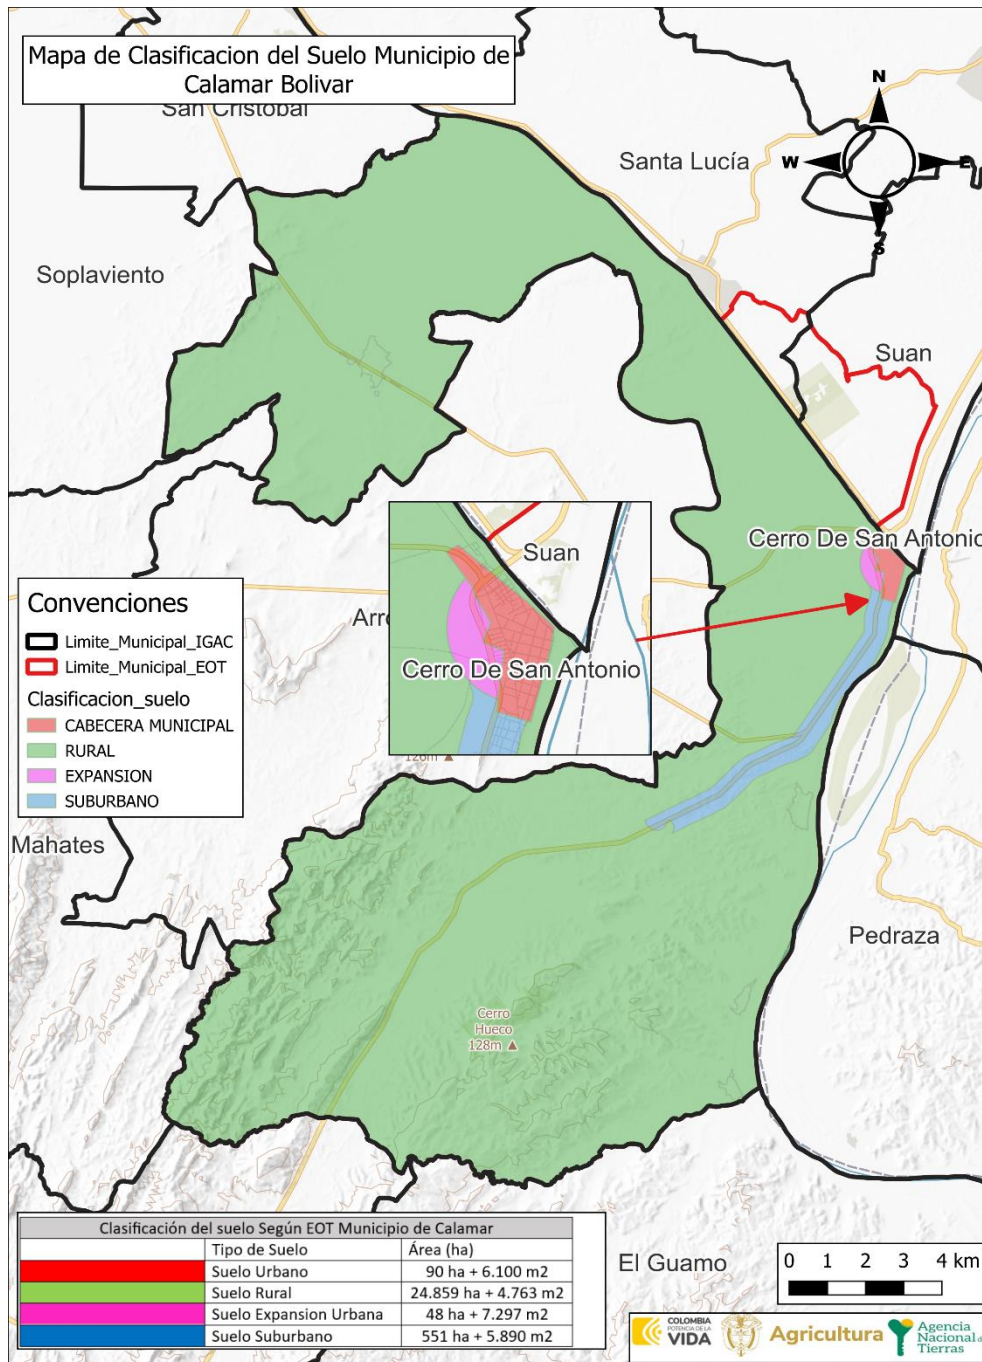 Mapa de Clasificacion del Suelo Municipio de
Calamar Bolivar
San Cristobal
N
W
E
S
Santa Lucía
Soplaviento
Suan
Cerro De San Antonio
Suan
Cerro De San Antonio
Convenciones
Limite_Municipal_IGAC
Limite_Municipal_EOT
Clasificacion_suelo
CABECERA MUNICIPAL
RURAL
EXPANSION
SUBURBANO
Arro
126m
Mahates
Pedraza
Cerro
Hueco
128m
Clasificación del suelo Según EOT Municipio de Calamar
Tipo de Suelo Área (ha)
Suelo Urbano 90 ha + 6.100 m2
Suelo Rural 24.859 ha + 4.763 m2
Suelo Expansion Urbana 48 ha + 7.297 m2
Suelo Suburbano 551 ha + 5.890 m2
El Guamo
0 1 2 3 4 km
COLOMBIA
POTENCIA DE LA
VIDA
Agricultura
Agencia
Nacional d
Tierras